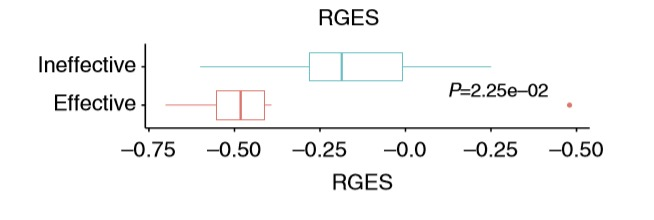 RGES
Ineffective
P=2.25e–02
Effective
–0.75 –0.50 –0.25 –0.0 –0.25 –0.50
RGES